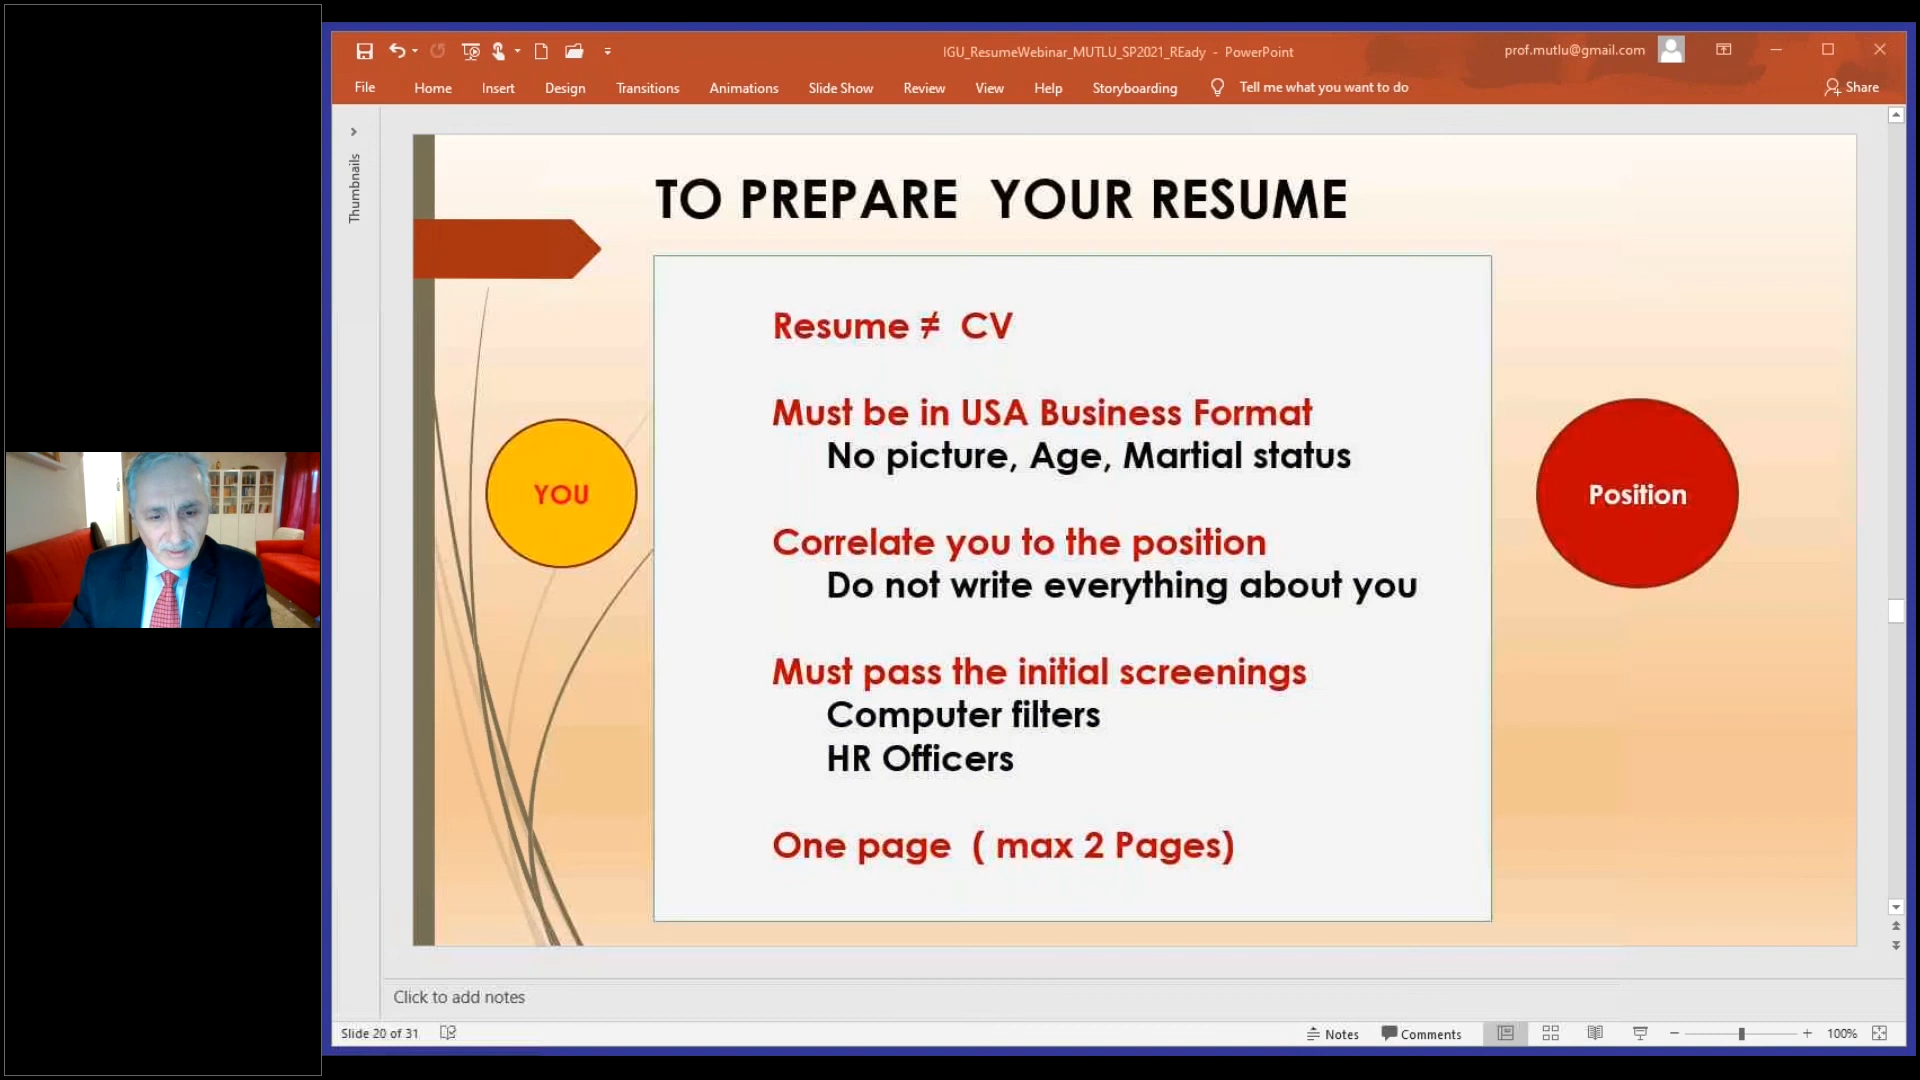 IGU_ResumeWebinar_MUTLU_SP2021_REady - PowerPoint
prof.mutlu@gmail.com
File Home Insert Design Transitions Animations Slide Show Review View Help Storyboarding Tell me what you want to do Share
Thumbnails
TO PREPARE YOUR RESUME
Resume ≠ CV
Must be in USA Business Format
No picture, Age, Martial status
YOU
Position
Correlate you to the position
Do not write everything about you
Must pass the initial screenings
Computer filters
HR Officers
One page ( max 2 Pages)
Click to add notes
Slide 20 of 31 Notes Comments 100%